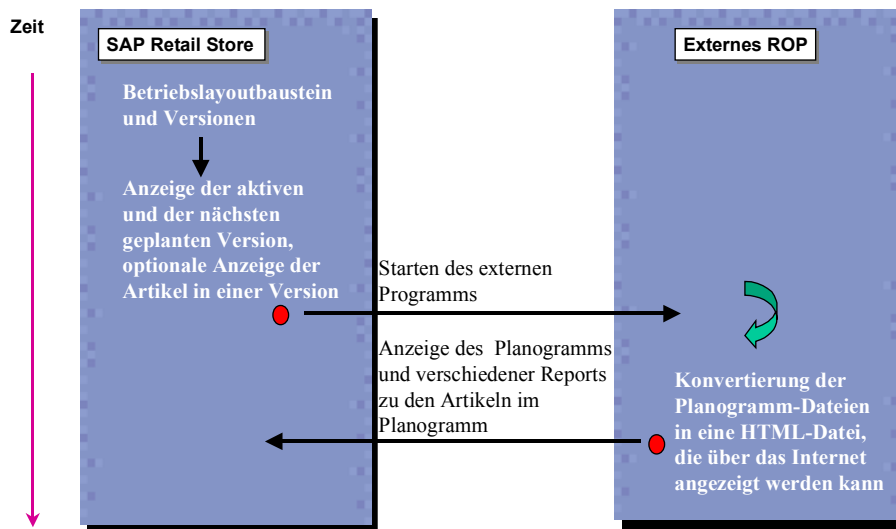 Zeit
SAP Retail Store
Externes ROP
Betriebslayoutbaustein
und Versionen
Anzeige der aktiven
und der nächsten
geplanten Version,
optionale Anzeige der
Artikel in einer Version
Starten des externen
Programms
Anzeige des Planogramms
und verschiedener Reports
zu den Artikeln im
Planogramm
Konvertierung der
Planogramm-Dateien
in eine HTML-Datei,
die über das Internet
angezeigt werden kann